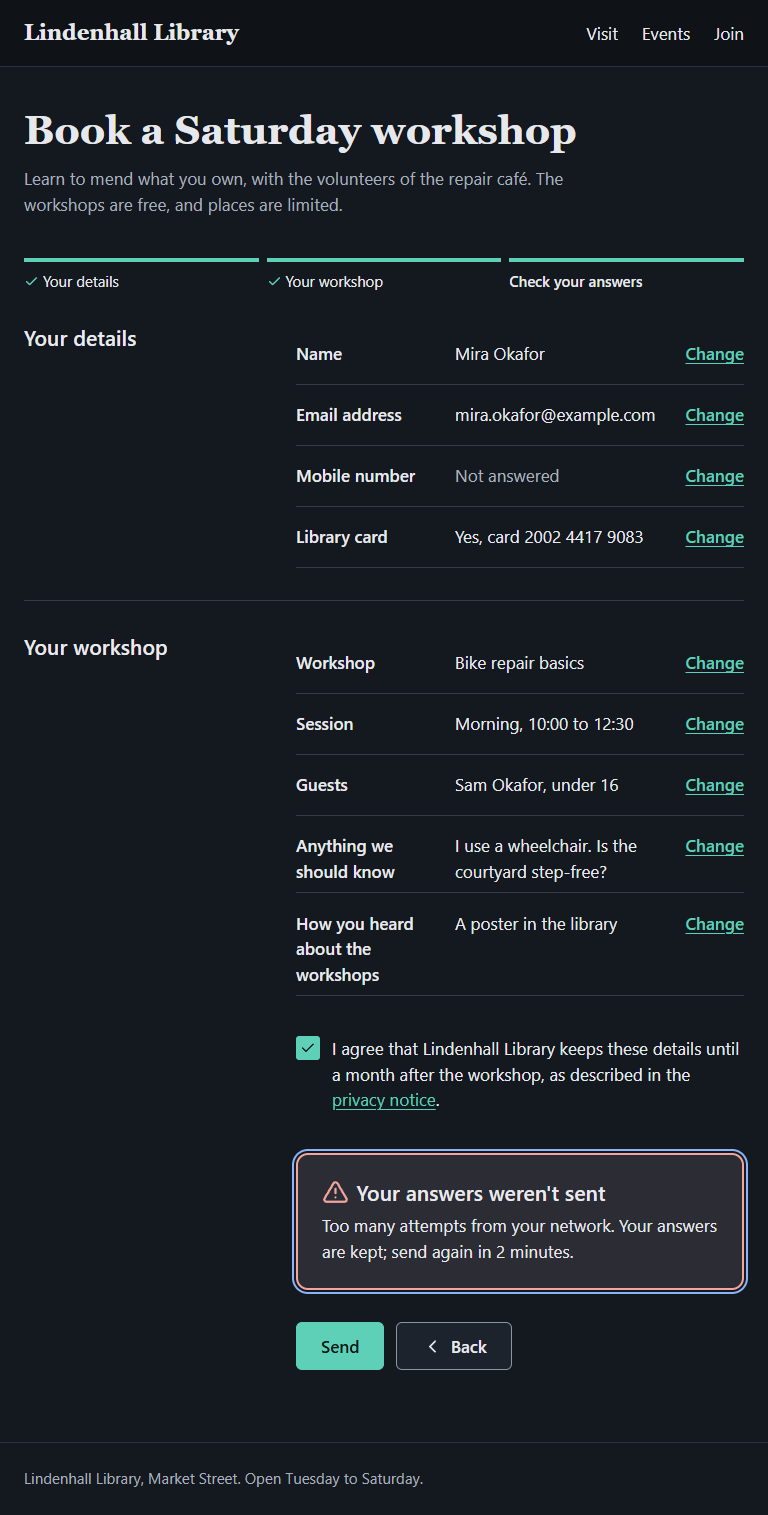 Lindenhall Library
Visit Events Join
Book a Saturday workshop
Learn to mend what you own, with the volunteers of the repair café. The
workshops are free, and places are limited.
Your details
Your workshop
Check your answers
Your details
Name Mira Okafor Change
Email address mira.okafor@example.com Change
Mobile number Not answered Change
Library card Yes, card 2002 4417 9083 Change
Your workshop
Workshop Bike repair basics Change
Session Morning, 10:00 to 12:30 Change
Guests Sam Okafor, under 16 Change
Anything we
should know
I use a wheelchair. Is the
courtyard step-free?
Change
How you heard
about the
workshops
A poster in the library
Change
I agree that Lindenhall Library keeps these details until
a month after the workshop, as described in the
privacy notice.
Your answers weren't sent
Too many attempts from your network. Your answers
are kept; send again in 2 minutes.
Send
Back
Lindenhall Library, Market Street. Open Tuesday to Saturday.